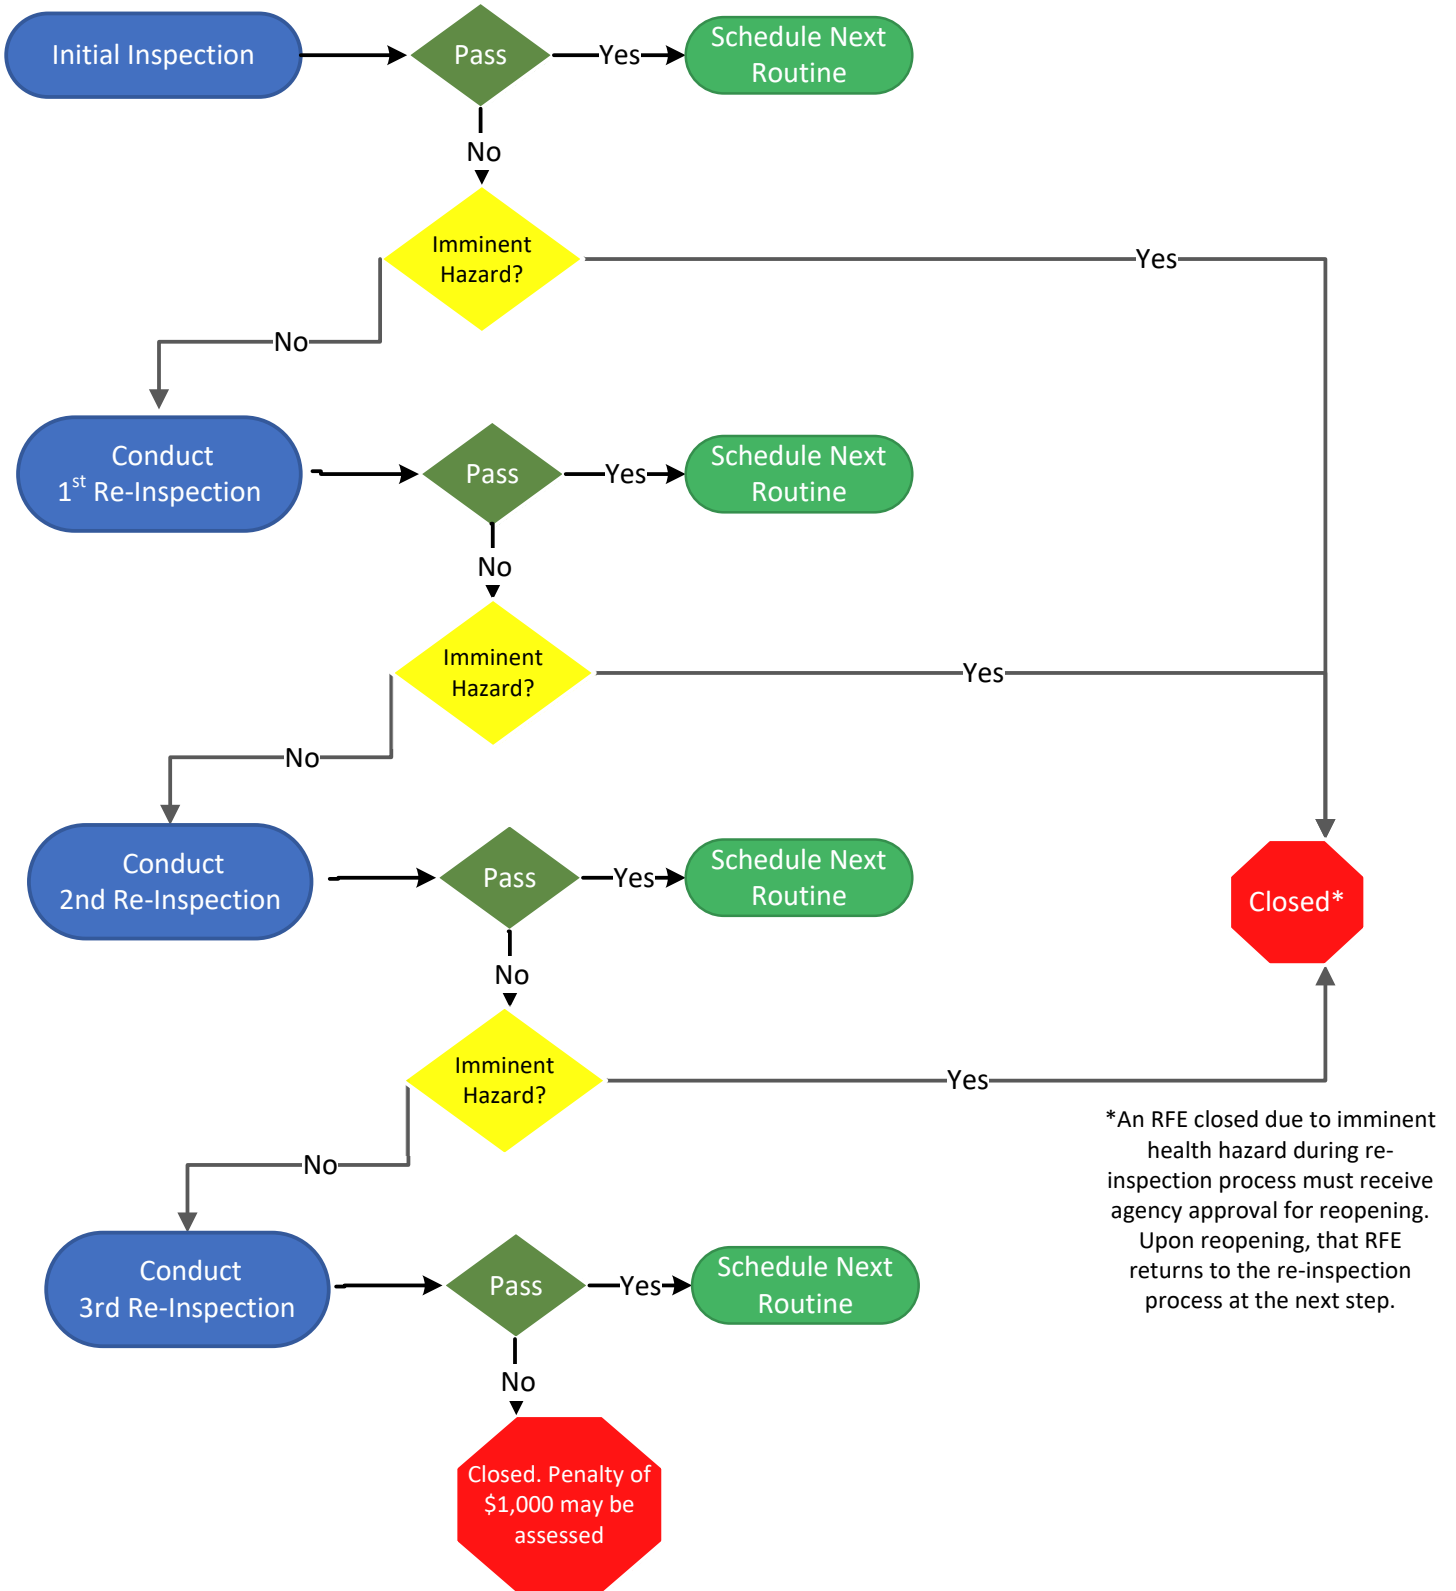 Initial Inspection
Pass
Yes
Schedule Next
Routine
No
Imminent
Hazard?
Yes
No
Conduct
1st Re-Inspection
Pass
Yes
Schedule Next
Routine
No
Imminent
Hazard?
Yes
No
Conduct
2nd Re-Inspection
Pass
Yes
Schedule Next
Routine
Closed*
No
Imminent
Hazard?
Yes
*An RFE closed due to imminent
health hazard during re-
inspection process must receive
agency approval for reopening.
Upon reopening, that RFE
returns to the re-inspection
process at the next step.
No
Conduct
3rd Re-Inspection
Pass
Yes
Schedule Next
Routine
No
Closed. Penalty of
$1,000 may be
assessed